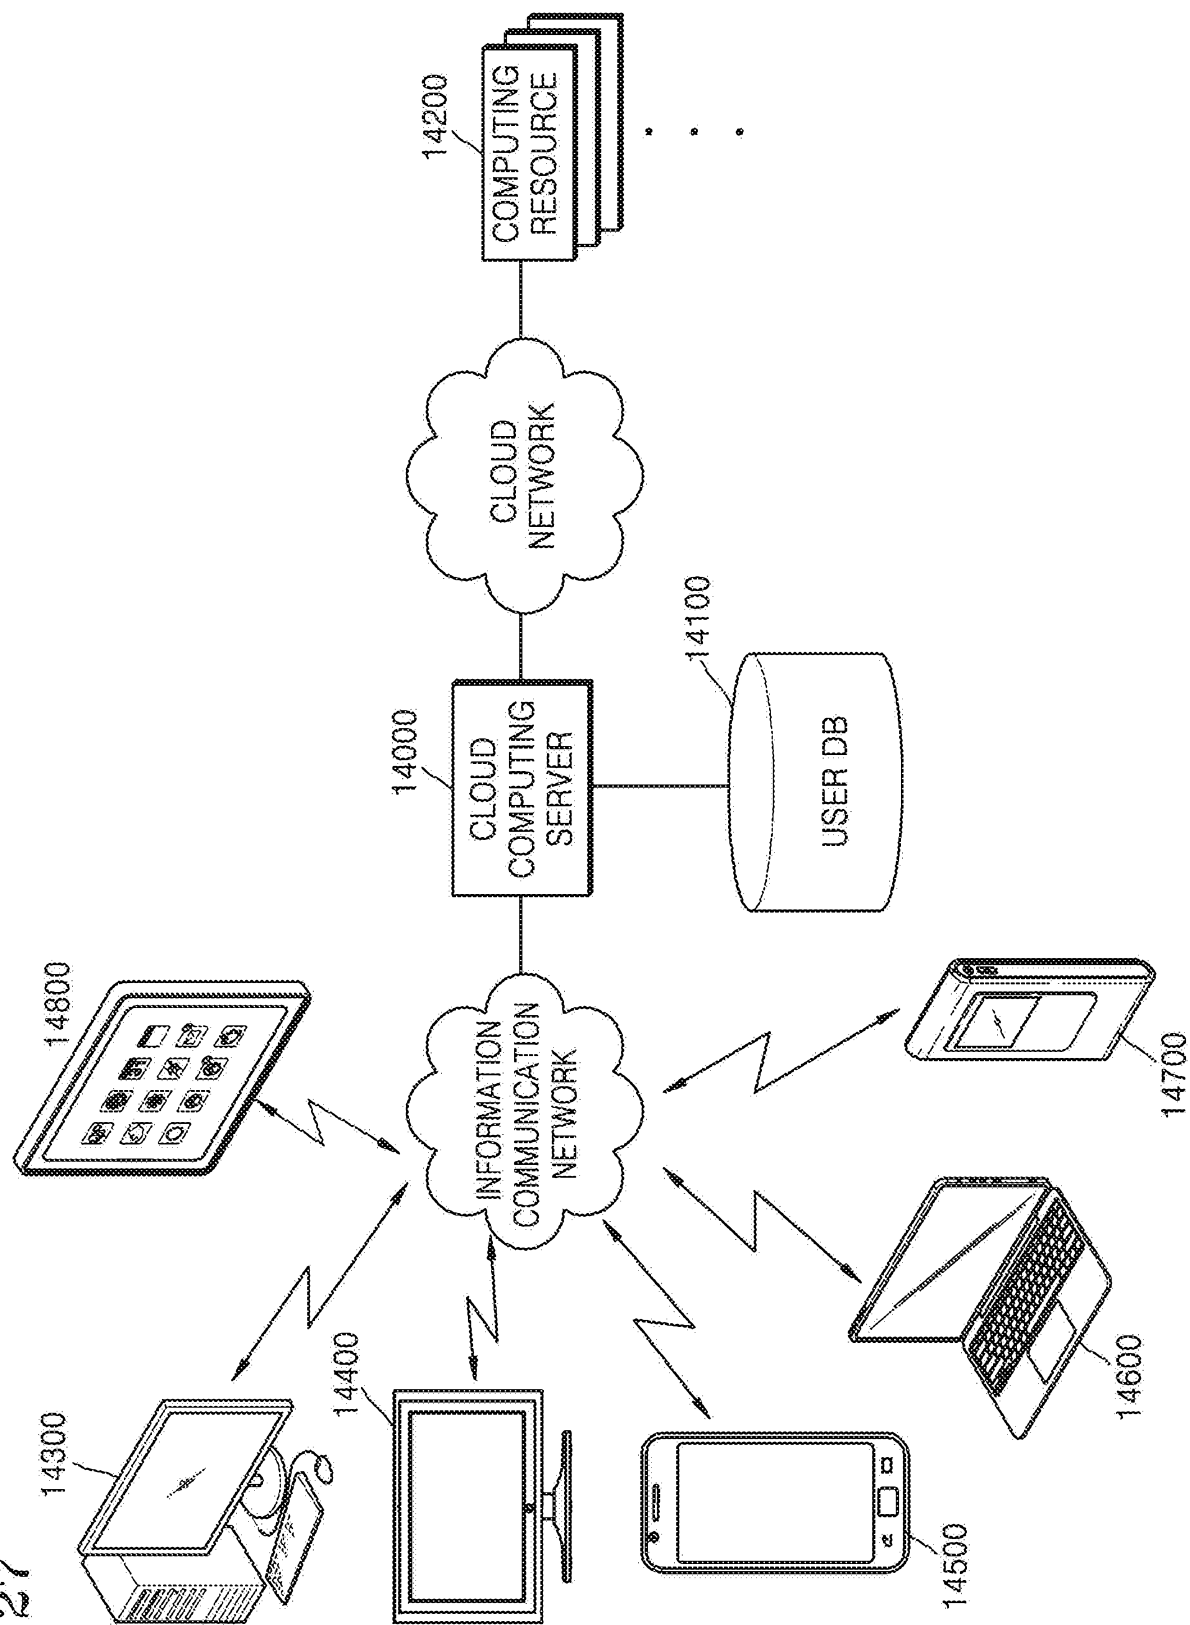 27
14300
14400
14500
14600
14700
14800
INFORMATION
COMMUNICATION
NETWORK
14000
CLOUD
COMPUTING
SERVER
14100
USER DB
CLOUD
NETWORK
14200
COMPUTING
RESOURCE